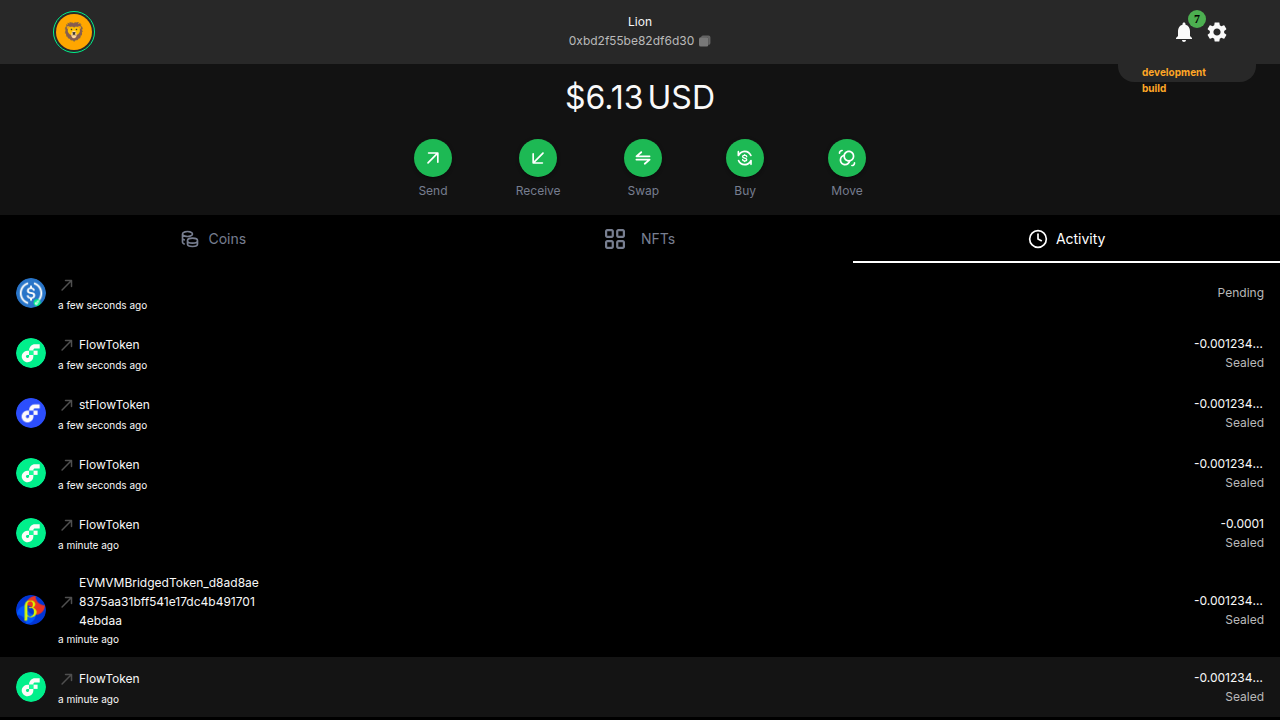 Lion
0xbd2f55be82df6d30
7
development
build
$6.13 USD
Send
Receive
Swap
Buy
Move
Coins
NFTs
Activity
a few seconds ago
Pending
FlowToken
a few seconds ago
-0.001234...
Sealed
stFlowToken
a few seconds ago
-0.001234...
Sealed
FlowToken
a few seconds ago
-0.001234...
Sealed
FlowToken
a minute ago
-0.0001
Sealed
EVMVMBridgedToken_d8ad8ae
8375aa31bff541e17dc4b491701
4ebdaa
a minute ago
-0.001234...
Sealed
FlowToken
a minute ago
-0.001234...
Sealed